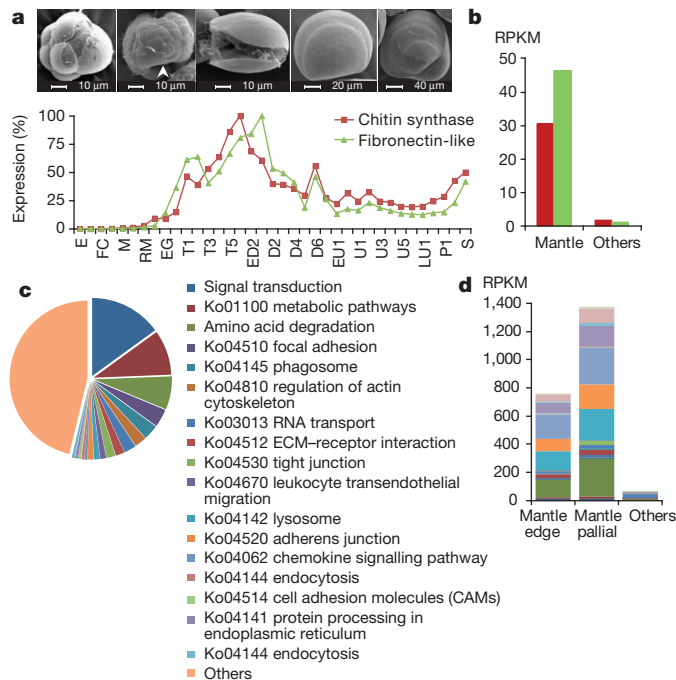 a
10 µm
10 µm
10 µm
20 µm
40 µm
Expression (%)
100
75
50
25
0
Chitin synthase
Fibronectin-like
E
FC
M
RM
EG
T1
T3
T5
ED2
D2
D4
D6
EU1
U1
U3
U5
LU1
P1
S
b
RPKM
50
40
30
20
10
0
Mantle
Others
c
Signal transduction
Ko01100 metabolic pathways
Amino acid degradation
Ko04510 focal adhesion
Ko04145 phagosome
Ko04810 regulation of actin
cytoskeleton
Ko03013 RNA transport
Ko04512 ECM–receptor interaction
Ko04530 tight junction
Ko04670 leukocyte transendothelial
migration
Ko04142 lysosome
Ko04520 adherens junction
Ko04062 chemokine signalling pathway
Ko04144 endocytosis
Ko04514 cell adhesion molecules (CAMs)
Ko04141 protein processing in
endoplasmic reticulum
Ko04144 endocytosis
Others
d
RPKM
1,400
1,200
1,000
800
600
400
200
0
Mantle
edge
Mantle
pallial
Others